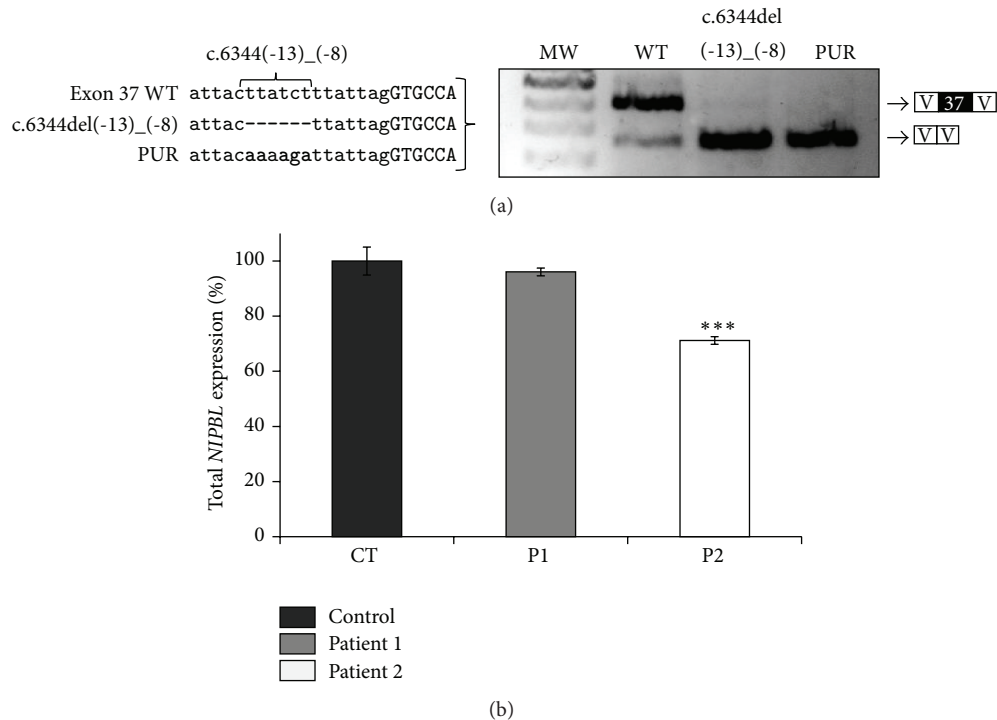 c.6344(-13)_(-8)
Exon 37 WT attacttatctttattagGTGCCA
c.6344del(-13)_(-8) attac------ttattagGTGCCA
PUR attacaaaagattattagGTGCCA
MW WT c.6344del (-13)_(-8) PUR
V 37 V
V V
(a)
Total NIPBL expression (%)
100
80
60
40
20
0
***
CT P1 P2
Control
Patient 1
Patient 2
(b)